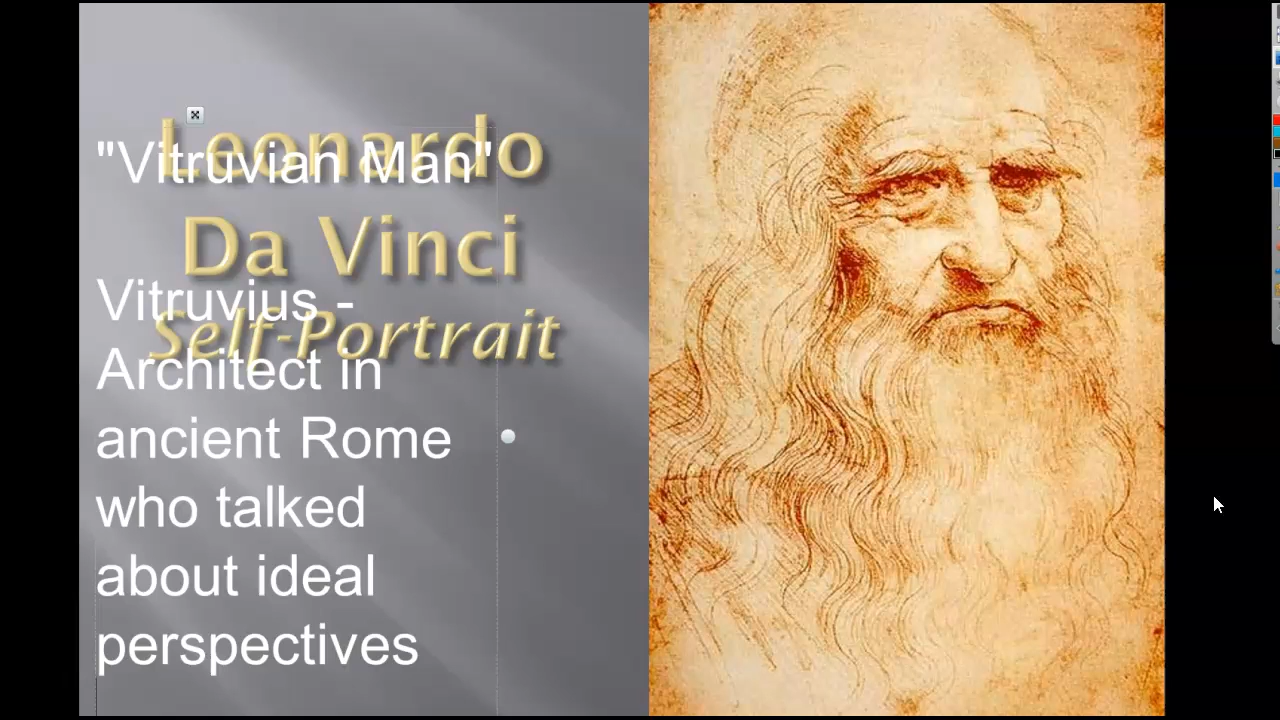 Leonardo
Da Vinci
Self-Portrait
"Vitruvian Man"
Vitruvius -
Architect in
ancient Rome
who talked
about ideal
perspectives